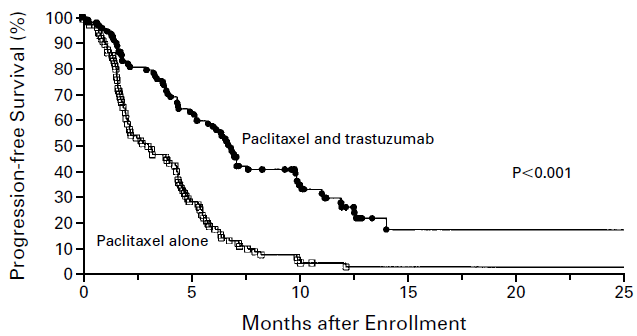 Progression-free Survival (%)
100
90
80
70
60
50
40
30
20
10
0
Paclitaxel and trastuzumab
P<0.001
Paclitaxel alone
0 5 10 15 20 25
Months after Enrollment